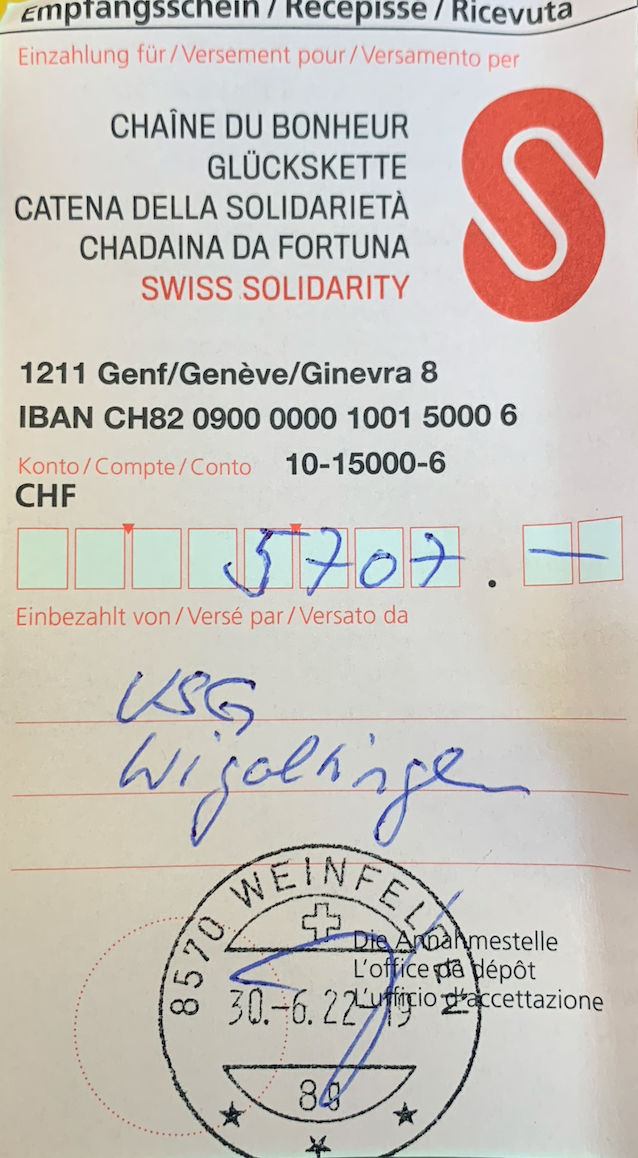 Empfangsschein / Récépissé / Ricevuta
Einzahlung für / Versement pour / Versamento per
CHAÎNE DU BONHEUR
GLÜCKSKETTE
CATENA DELLA SOLIDARIETÀ
CHADAINA DA FORTUNA
SWISS SOLIDARITY
1211 Genf/Genève/Ginevra 8
IBAN CH82 0900 0000 1001 5000 6
Konto / Compte / Conto 10-15000-6
CHF
5707 . —
Einbezahlt von / Versé par / Versato da
VSG
Wigoltingen
8570 WEINFELDEN
Die Annahmestelle
L'office de dépôt
30.-6.22-19 L'ufficio d'accettazione